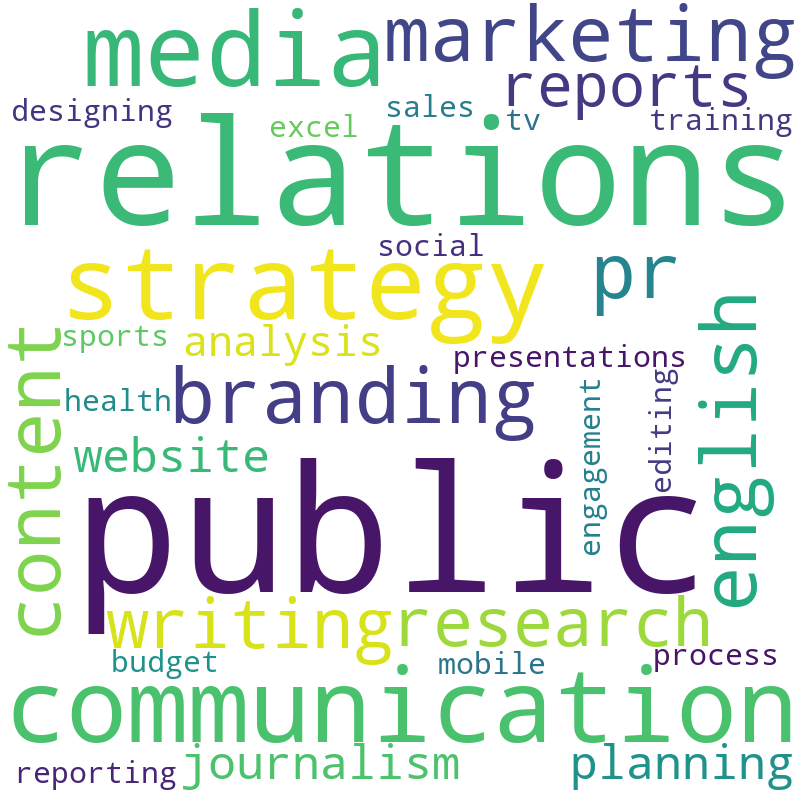 media
marketing
reports
designing
excel
sales
tv
training
relations
social
strategy
pr
sports
analysis
presentations
content
health
branding
engagement
editing
english
website
public
writing
research
budget
mobile
process
communication
reporting
journalism
planning